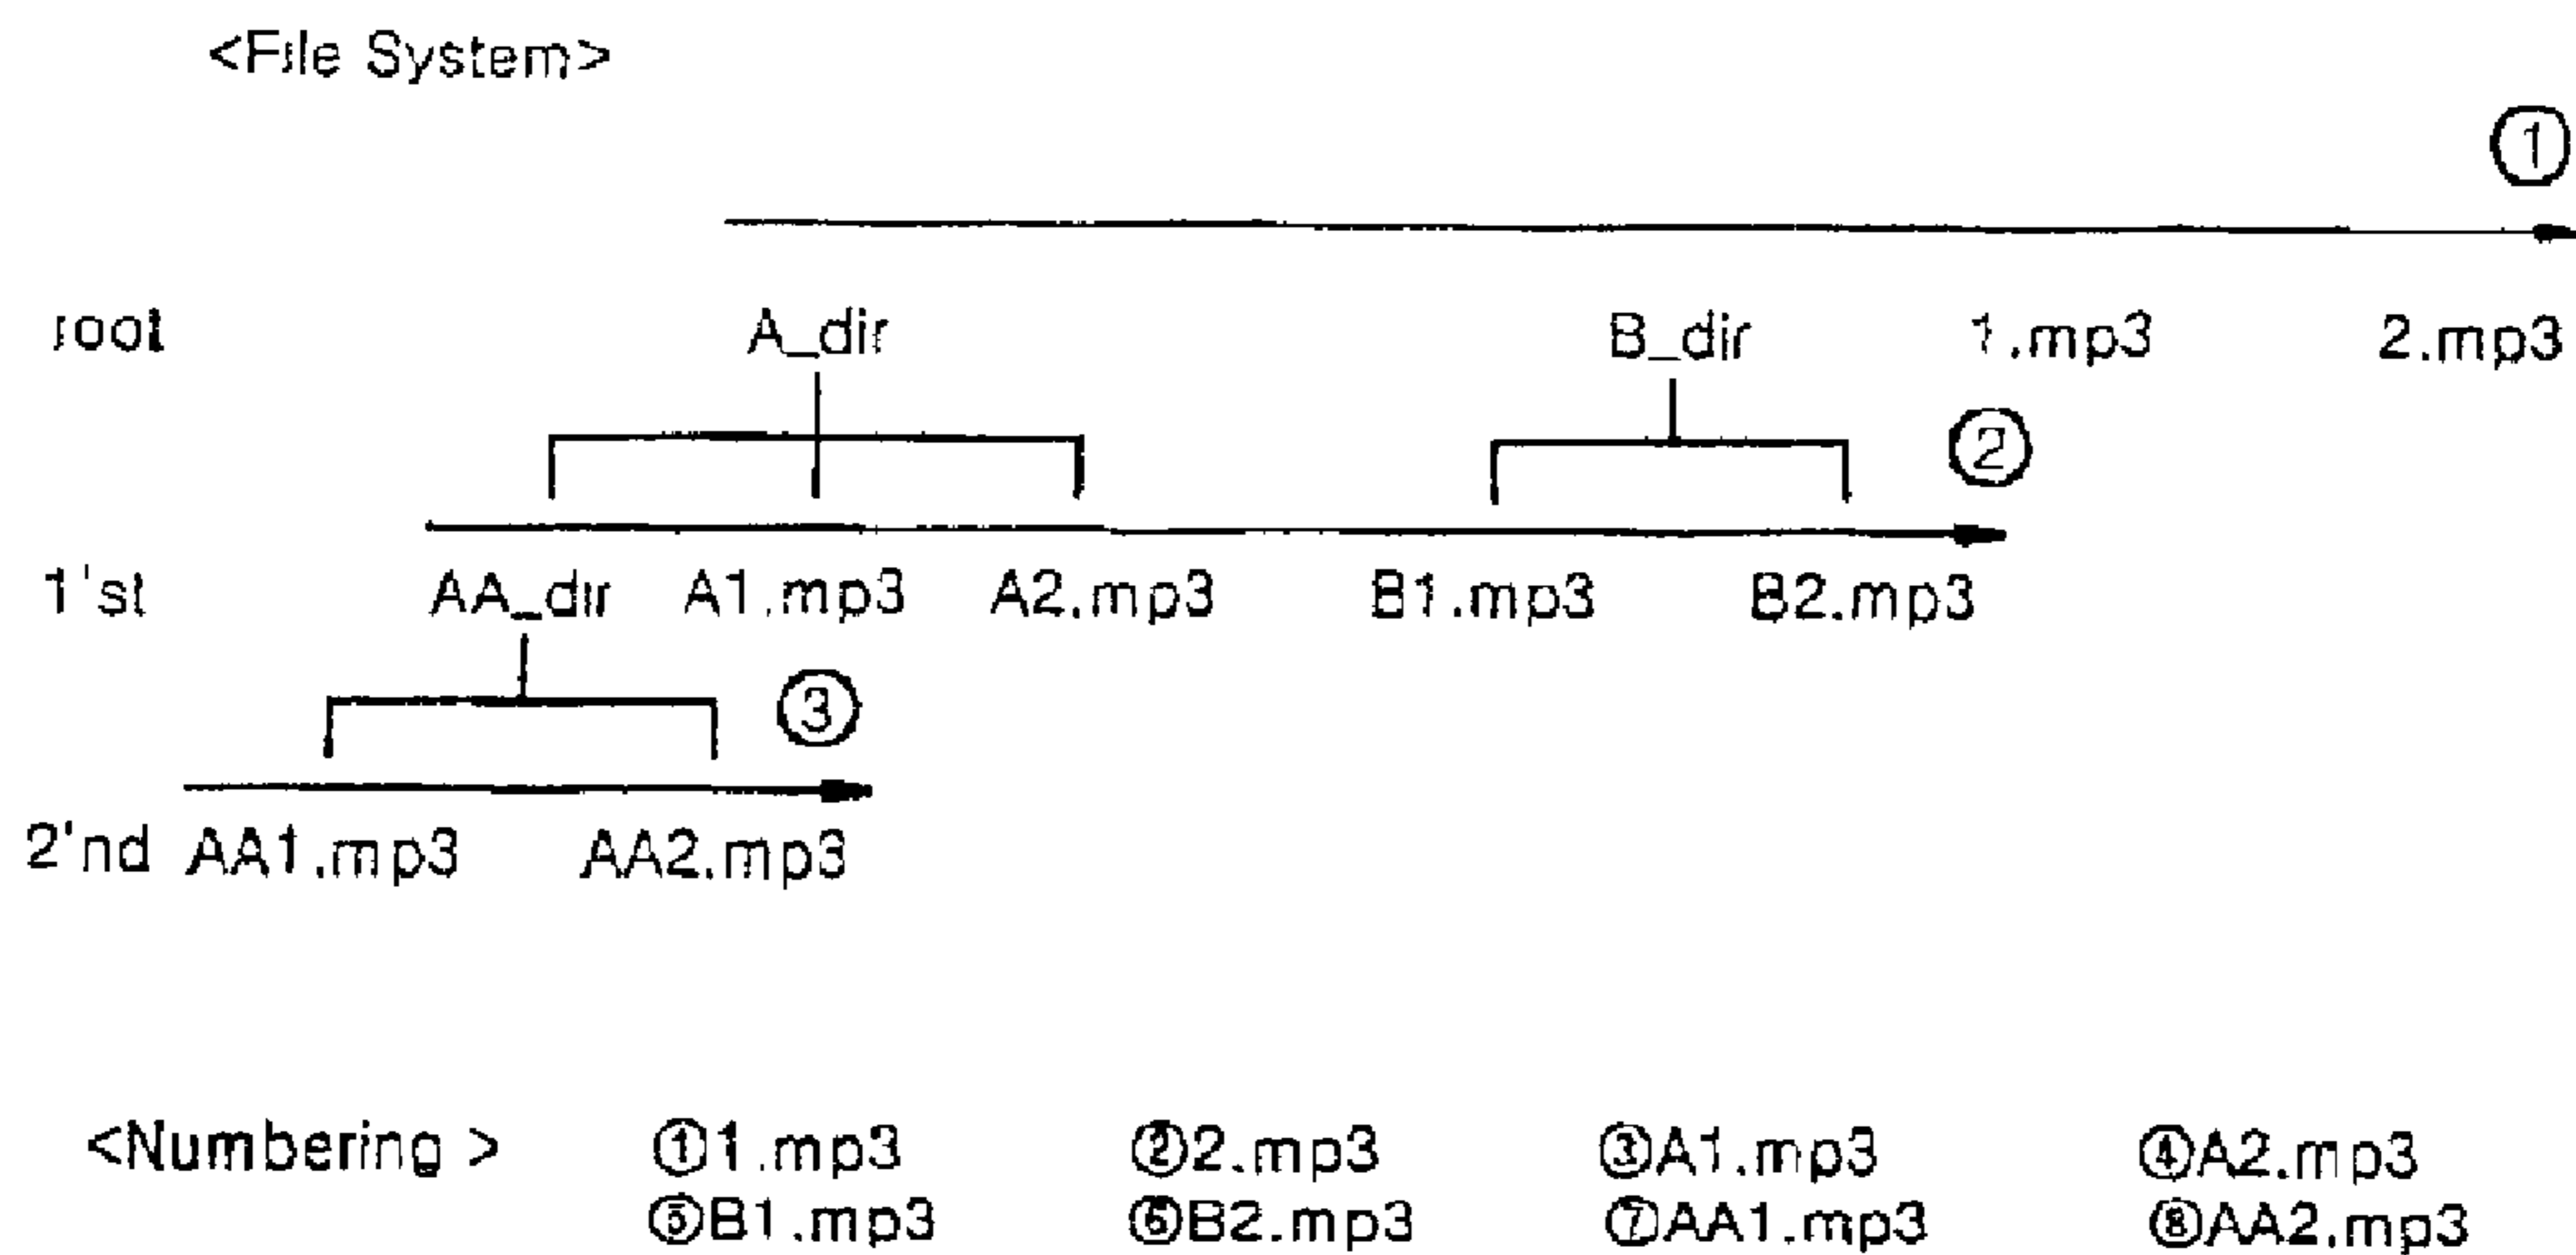 <File System>
①
root A_dir B_dir 1.mp3 2.mp3
②
1'st AA_dir A1.mp3 A2.mp3 B1.mp3 B2.mp3
③
2'nd AA1.mp3 AA2.mp3
<Numbering > ①1.mp3 ②2.mp3 ③A1.mp3 ④A2.mp3
⑤B1.mp3 ⑥B2.mp3 ⑦AA1.mp3 ⑧AA2.mp3